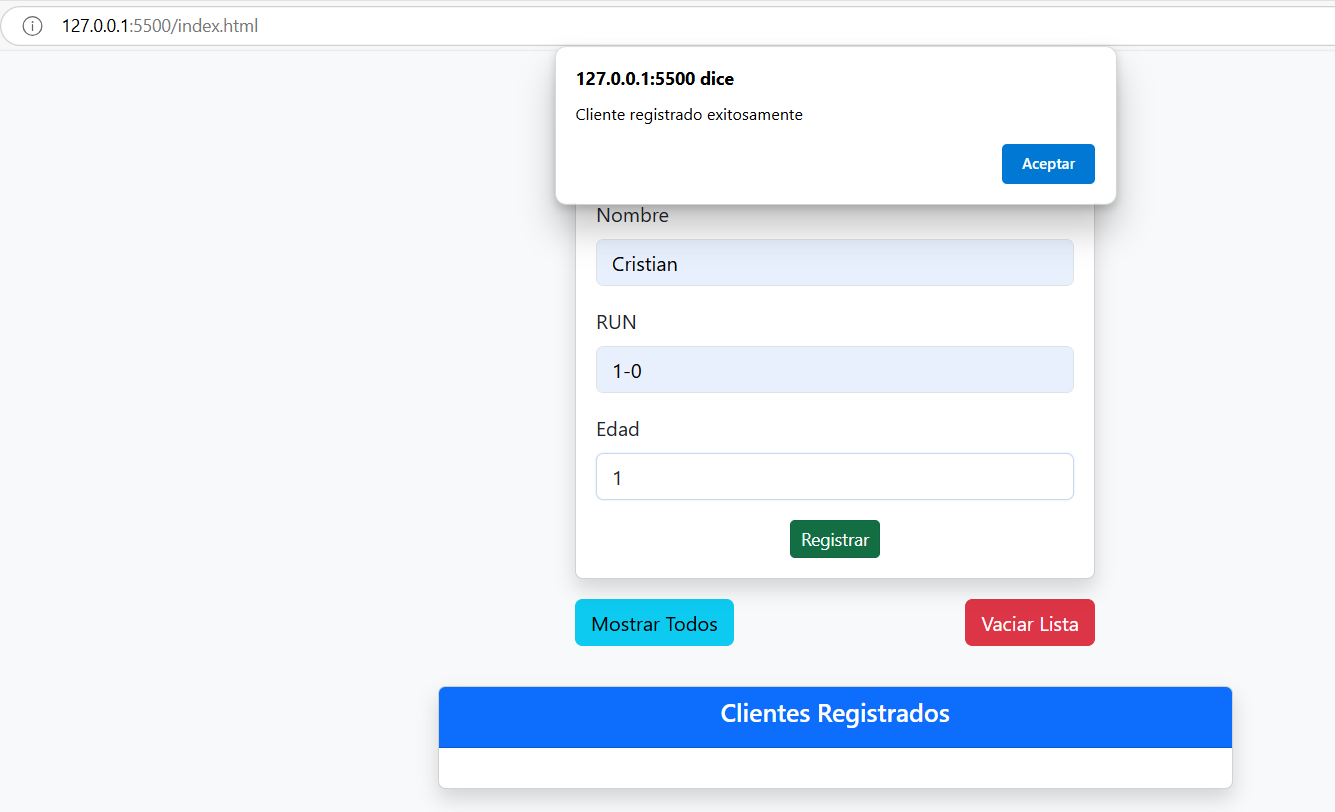 127.0.0.1:5500/index.html
127.0.0.1:5500 dice
Cliente registrado exitosamente
Aceptar
Nombre
Cristian
RUN
1-0
Edad
1
Registrar
Mostrar Todos
Vaciar Lista
Clientes Registrados